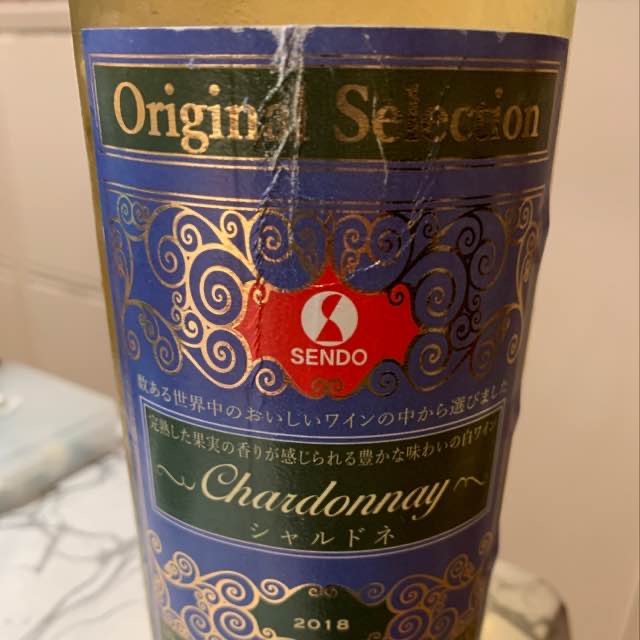 Original Selection
SENDO
数ある世界中のおいしいワインの中から選びました
完熟した果実の香りが感じられる豊かな味わいの白ワイン
Chardonnay
シャルドネ
2018